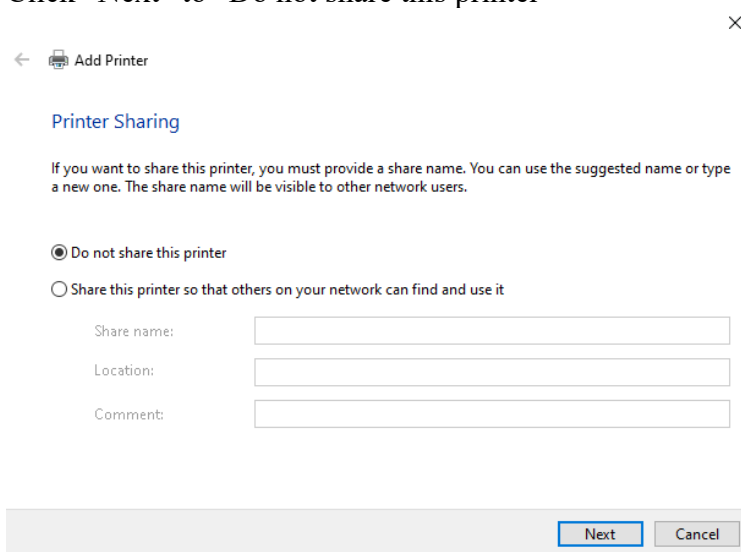 Click "Next" to "Do not share this printer"
Add Printer
Printer Sharing
If you want to share this printer, you must provide a share name. You can use the suggested name or type
a new one. The share name will be visible to other network users.
Do not share this printer
Share this printer so that others on your network can find and use it
Share name:
Location:
Comment:
Next
Cancel